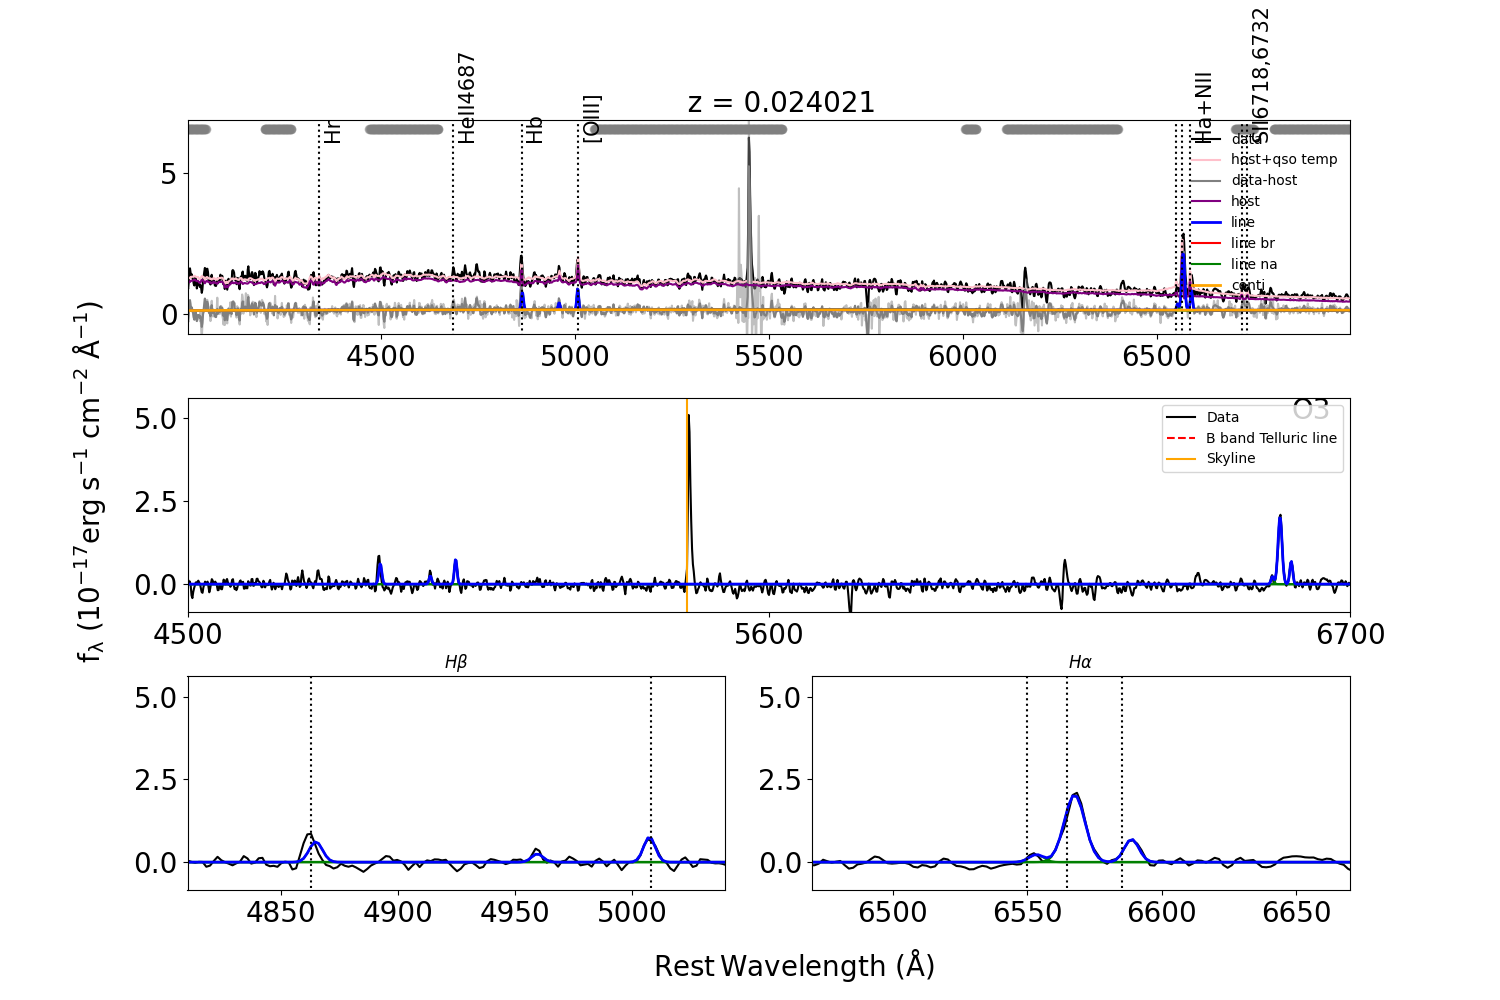 z = 0.024021
Hr
HeII4687
Hb
[OIII]
Ha+NII
SII6718,6732
data
host+qso temp
data-host
host
line
line br
line na
conti
5
0
4500 5000 5500 6000 6500
O3
Data
B band Telluric line
Skyline
5.0
2.5
0.0
4500 5600 6700
fλ (10⁻¹⁷erg s⁻¹ cm⁻² Å⁻¹)
Hβ
5.0
2.5
0.0
4850 4900 4950 5000
Hα
5.0
2.5
0.0
6500 6550 6600 6650
Rest Wavelength (Å)